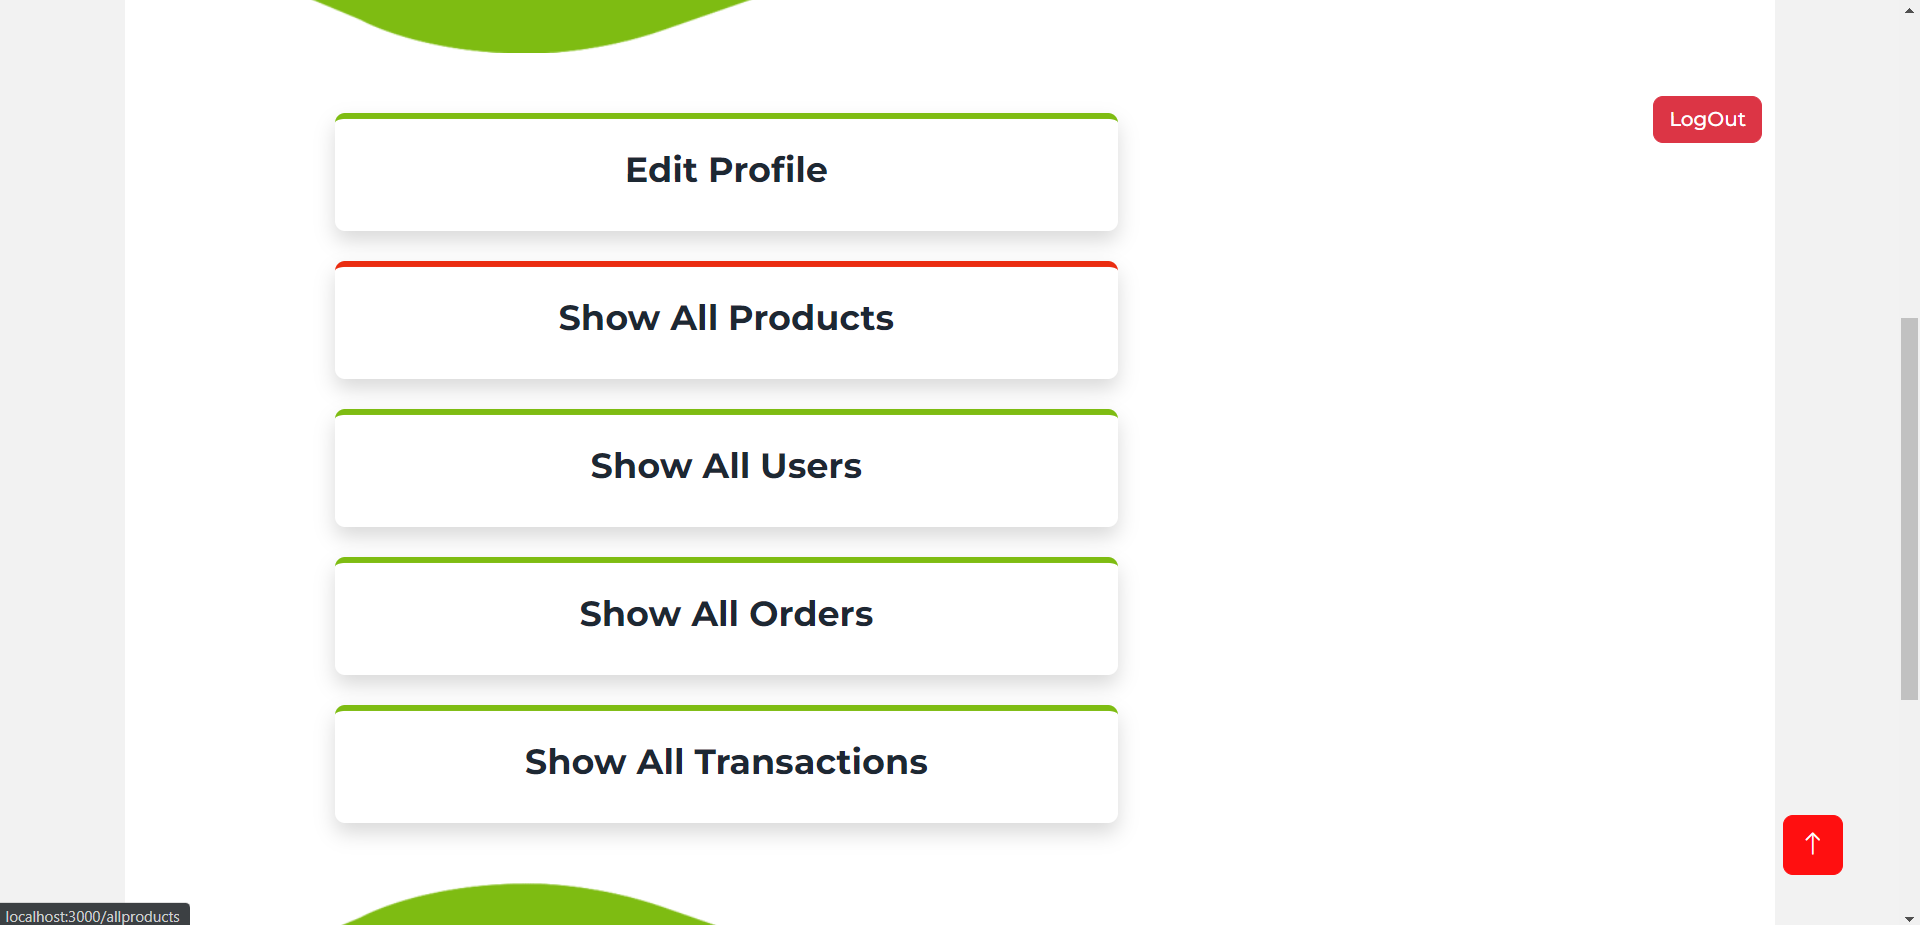 LogOut
Edit Profile
Show All Products
Show All Users
Show All Orders
Show All Transactions
localhost:3000/allproducts